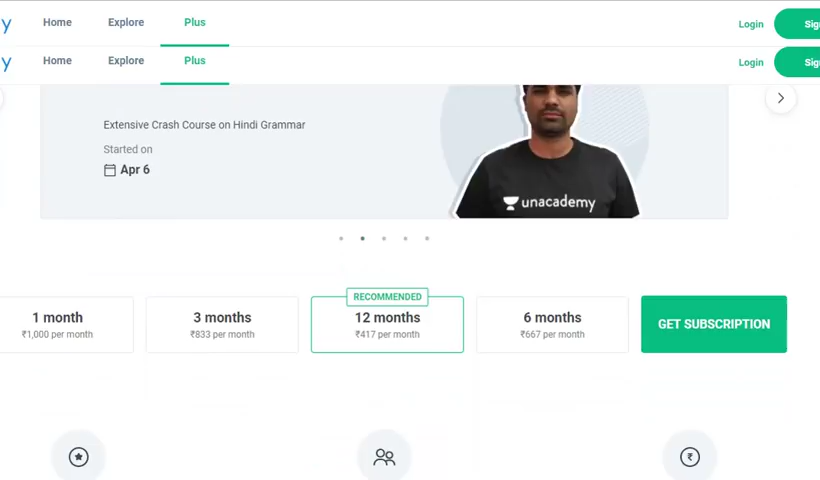 y Home Explore Plus Login Sig
y Home Explore Plus Login Sig
Extensive Crash Course on Hindi Grammar
Started on
Apr 6
unacademy
RECOMMENDED
1 month 3 months 12 months 6 months GET SUBSCRIPTION
₹1,000 per month ₹833 per month ₹417 per month ₹667 per month
₹